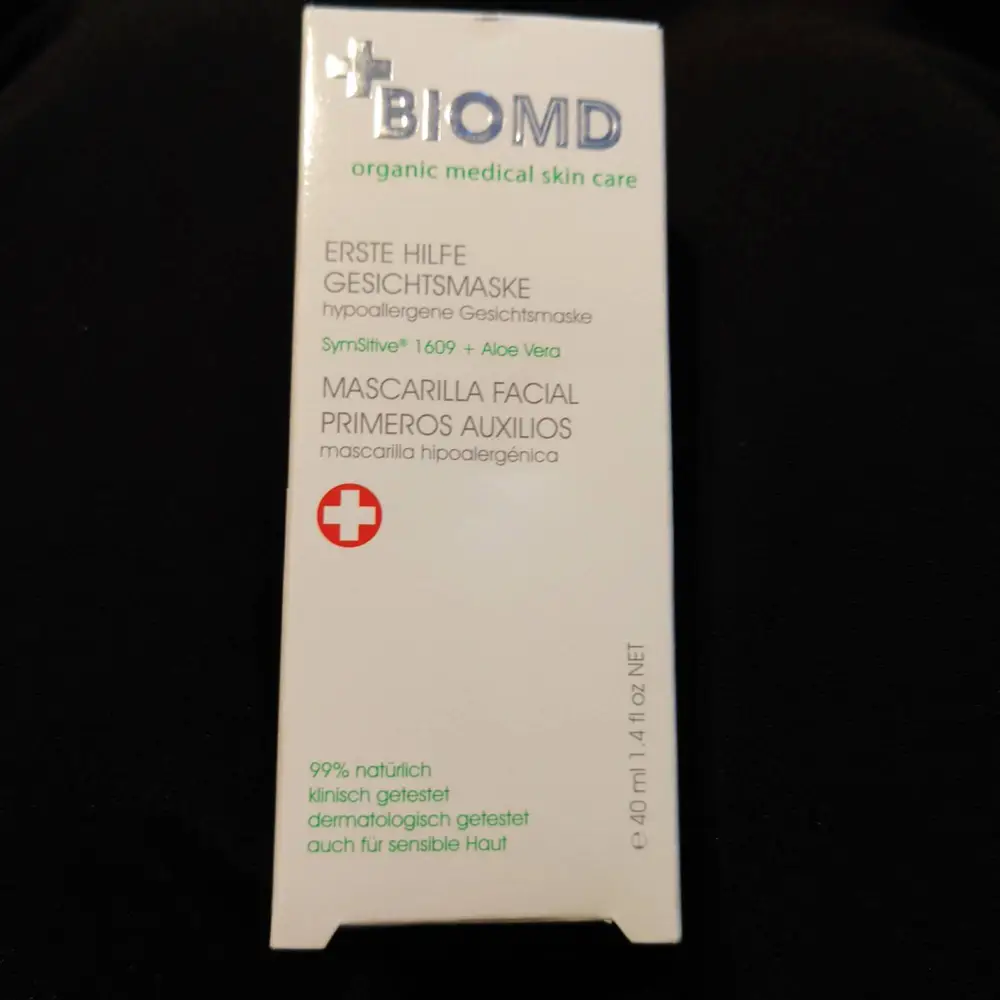 BIOMD
organic medical skin care
ERSTE HILFE
GESICHTSMASKE
hypoallergene Gesichtsmaske
SymSitive® 1609 + Aloe Vera
MASCARILLA FACIAL
PRIMEROS AUXILIOS
mascarilla hipoalergénica
99% natürlich
klinisch getestet
dermatologisch getestet
auch für sensible Haut
℮ 40 ml 1.4 fl oz NET